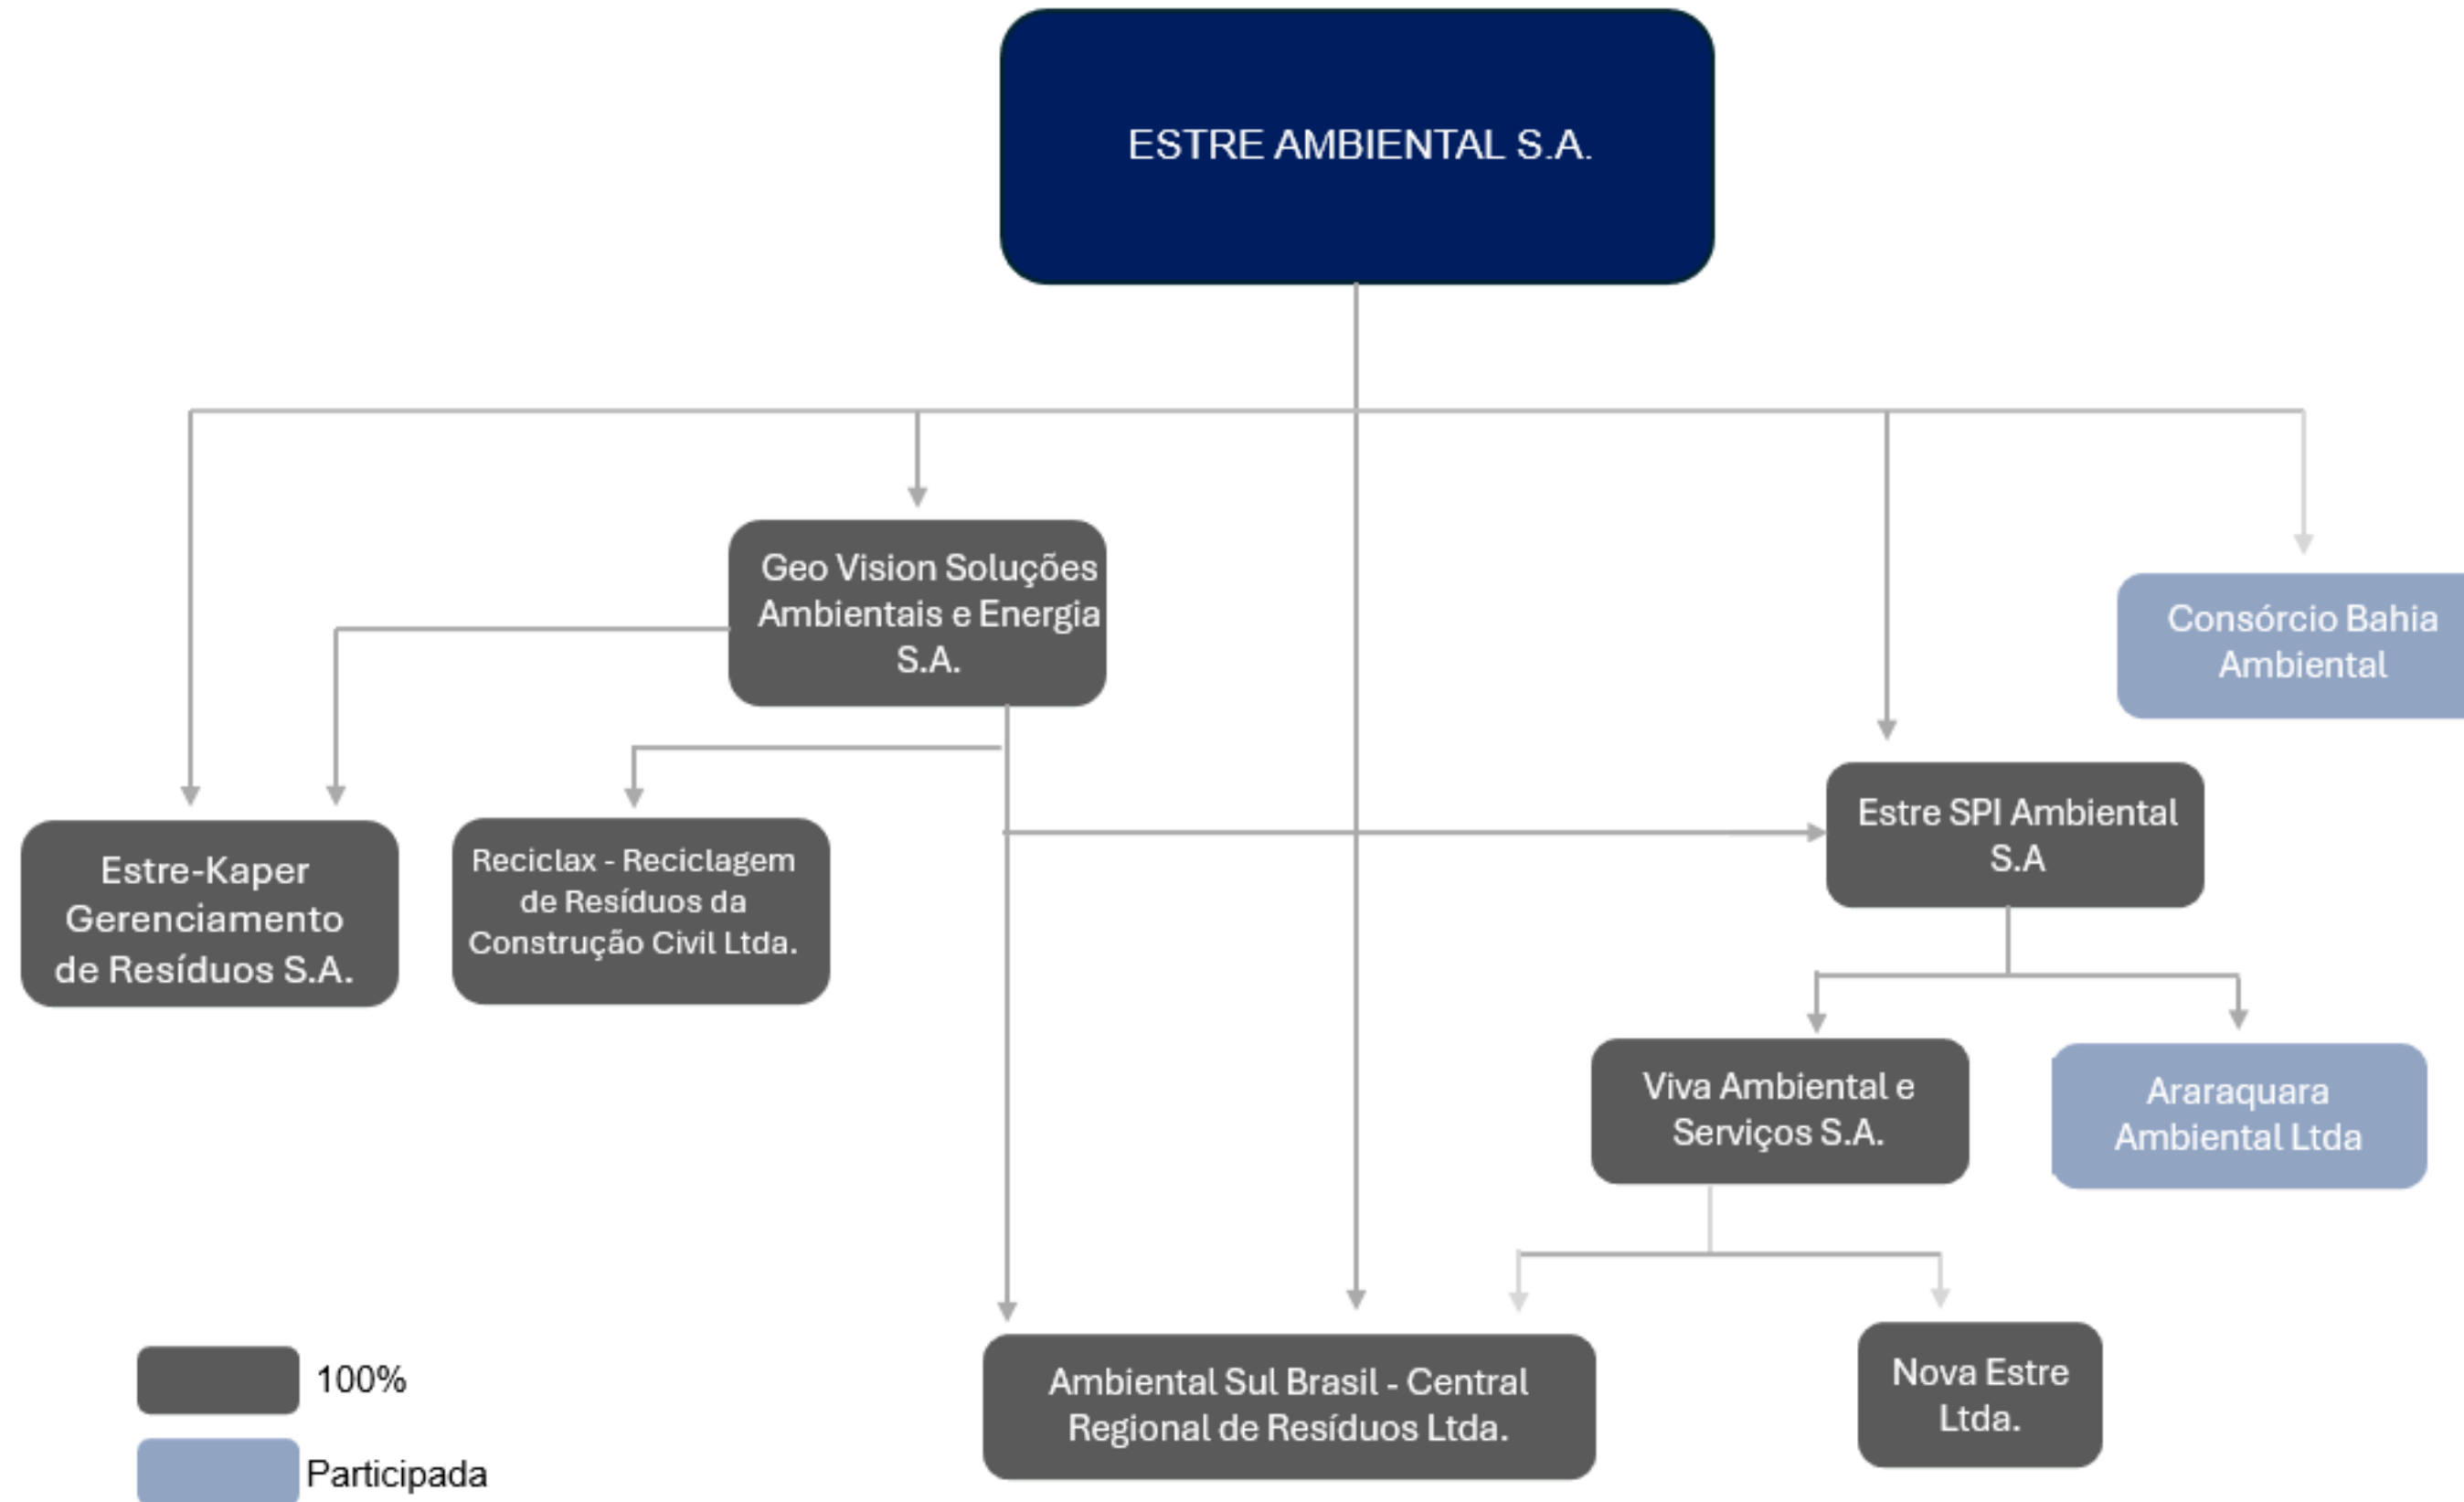 ESTRE AMBIENTAL S.A.
Geo Vision Soluções
Ambientais e Energia
S.A.
Consórcio Bahia
Ambiental
Estre SPI Ambiental
S.A
Estre-Kaper
Gerenciamento
de Resíduos S.A.
Reciclax - Reciclagem
de Resíduos da
Construção Civil Ltda.
Viva Ambiental e
Serviços S.A.
Araraquara
Ambiental Ltda
Ambiental Sul Brasil - Central
Regional de Resíduos Ltda.
Nova Estre
Ltda.
100%
Participada